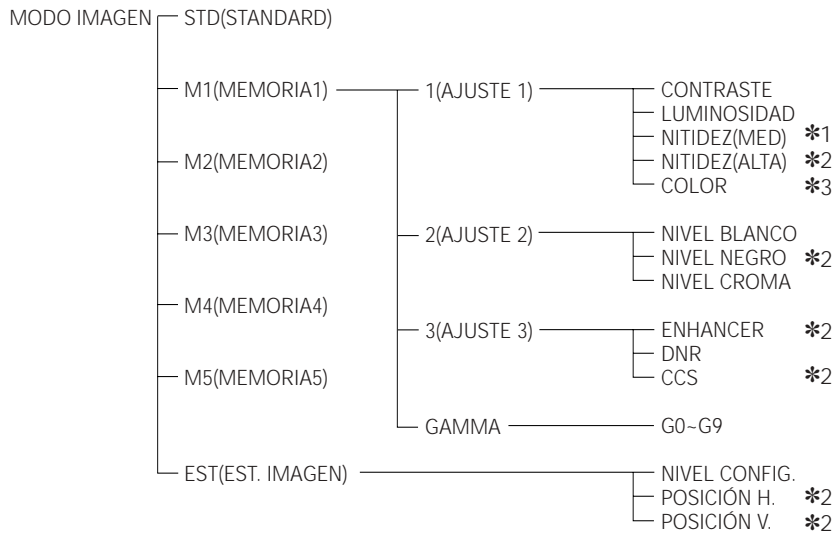 MODO IMAGEN STD(STANDARD)
M1(MEMORIA1) 1(AJUSTE 1) CONTRASTE
LUMINOSIDAD
NITIDEZ(MED) ✻1
M2(MEMORIA2) NITIDEZ(ALTA) ✻2
COLOR ✻3
M3(MEMORIA3) 2(AJUSTE 2) NIVEL BLANCO
NIVEL NEGRO ✻2
NIVEL CROMA
M4(MEMORIA4)
3(AJUSTE 3) ENHANCER ✻2
DNR
M5(MEMORIA5) CCS ✻2
GAMMA G0~G9
EST(EST. IMAGEN) NIVEL CONFIG.
POSICIÓN H. ✻2
POSICIÓN V. ✻2